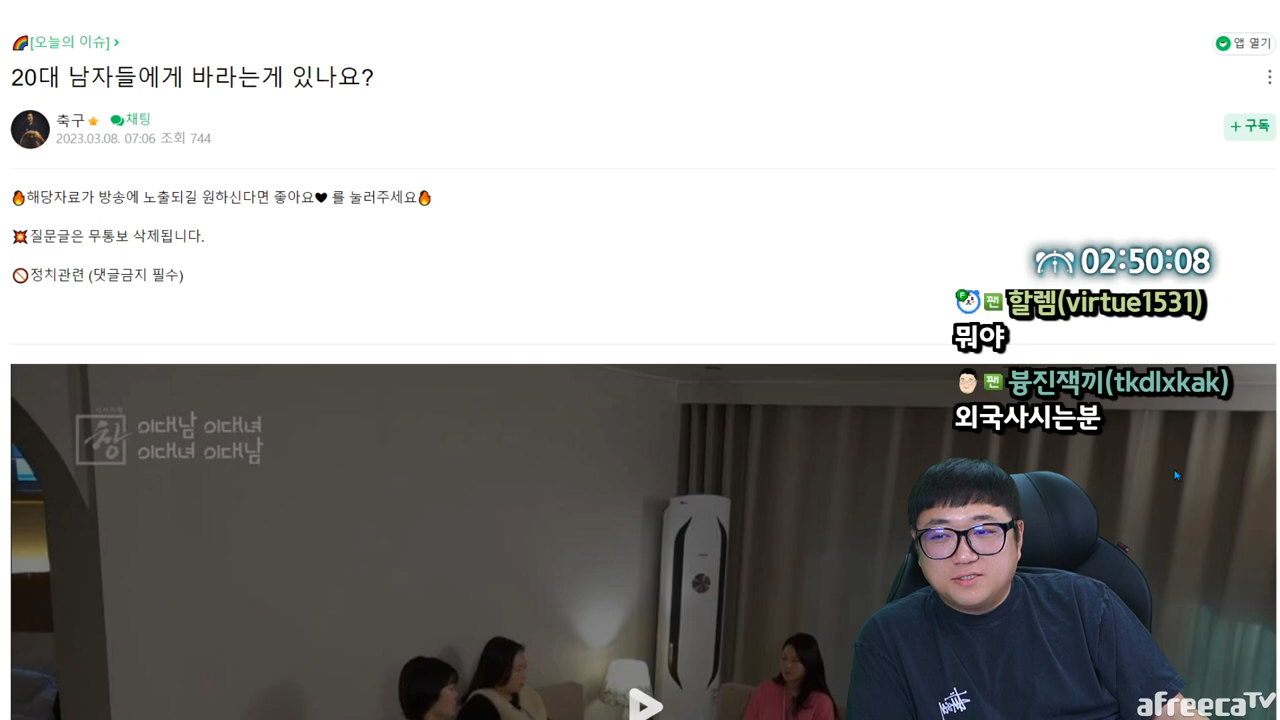 [오늘의 이슈] >
앱 열기
20대 남자들에게 바라는게 있나요?
축구 채팅
2023.03.08. 07:06 조회 744
+ 구독
해당자료가 방송에 노출되길 원하신다면 좋아요♥ 를 눌러주세요
질문글은 무통보 삭제됩니다.
정치관련 (댓글금지 필수)
02:50:08
팬 할렘(virtue1531)
뭐야
팬 븅진잭끼(tkdlxkak)
외국사시는분
창
이대남 이대녀
이대녀 이대남
afreecaTV